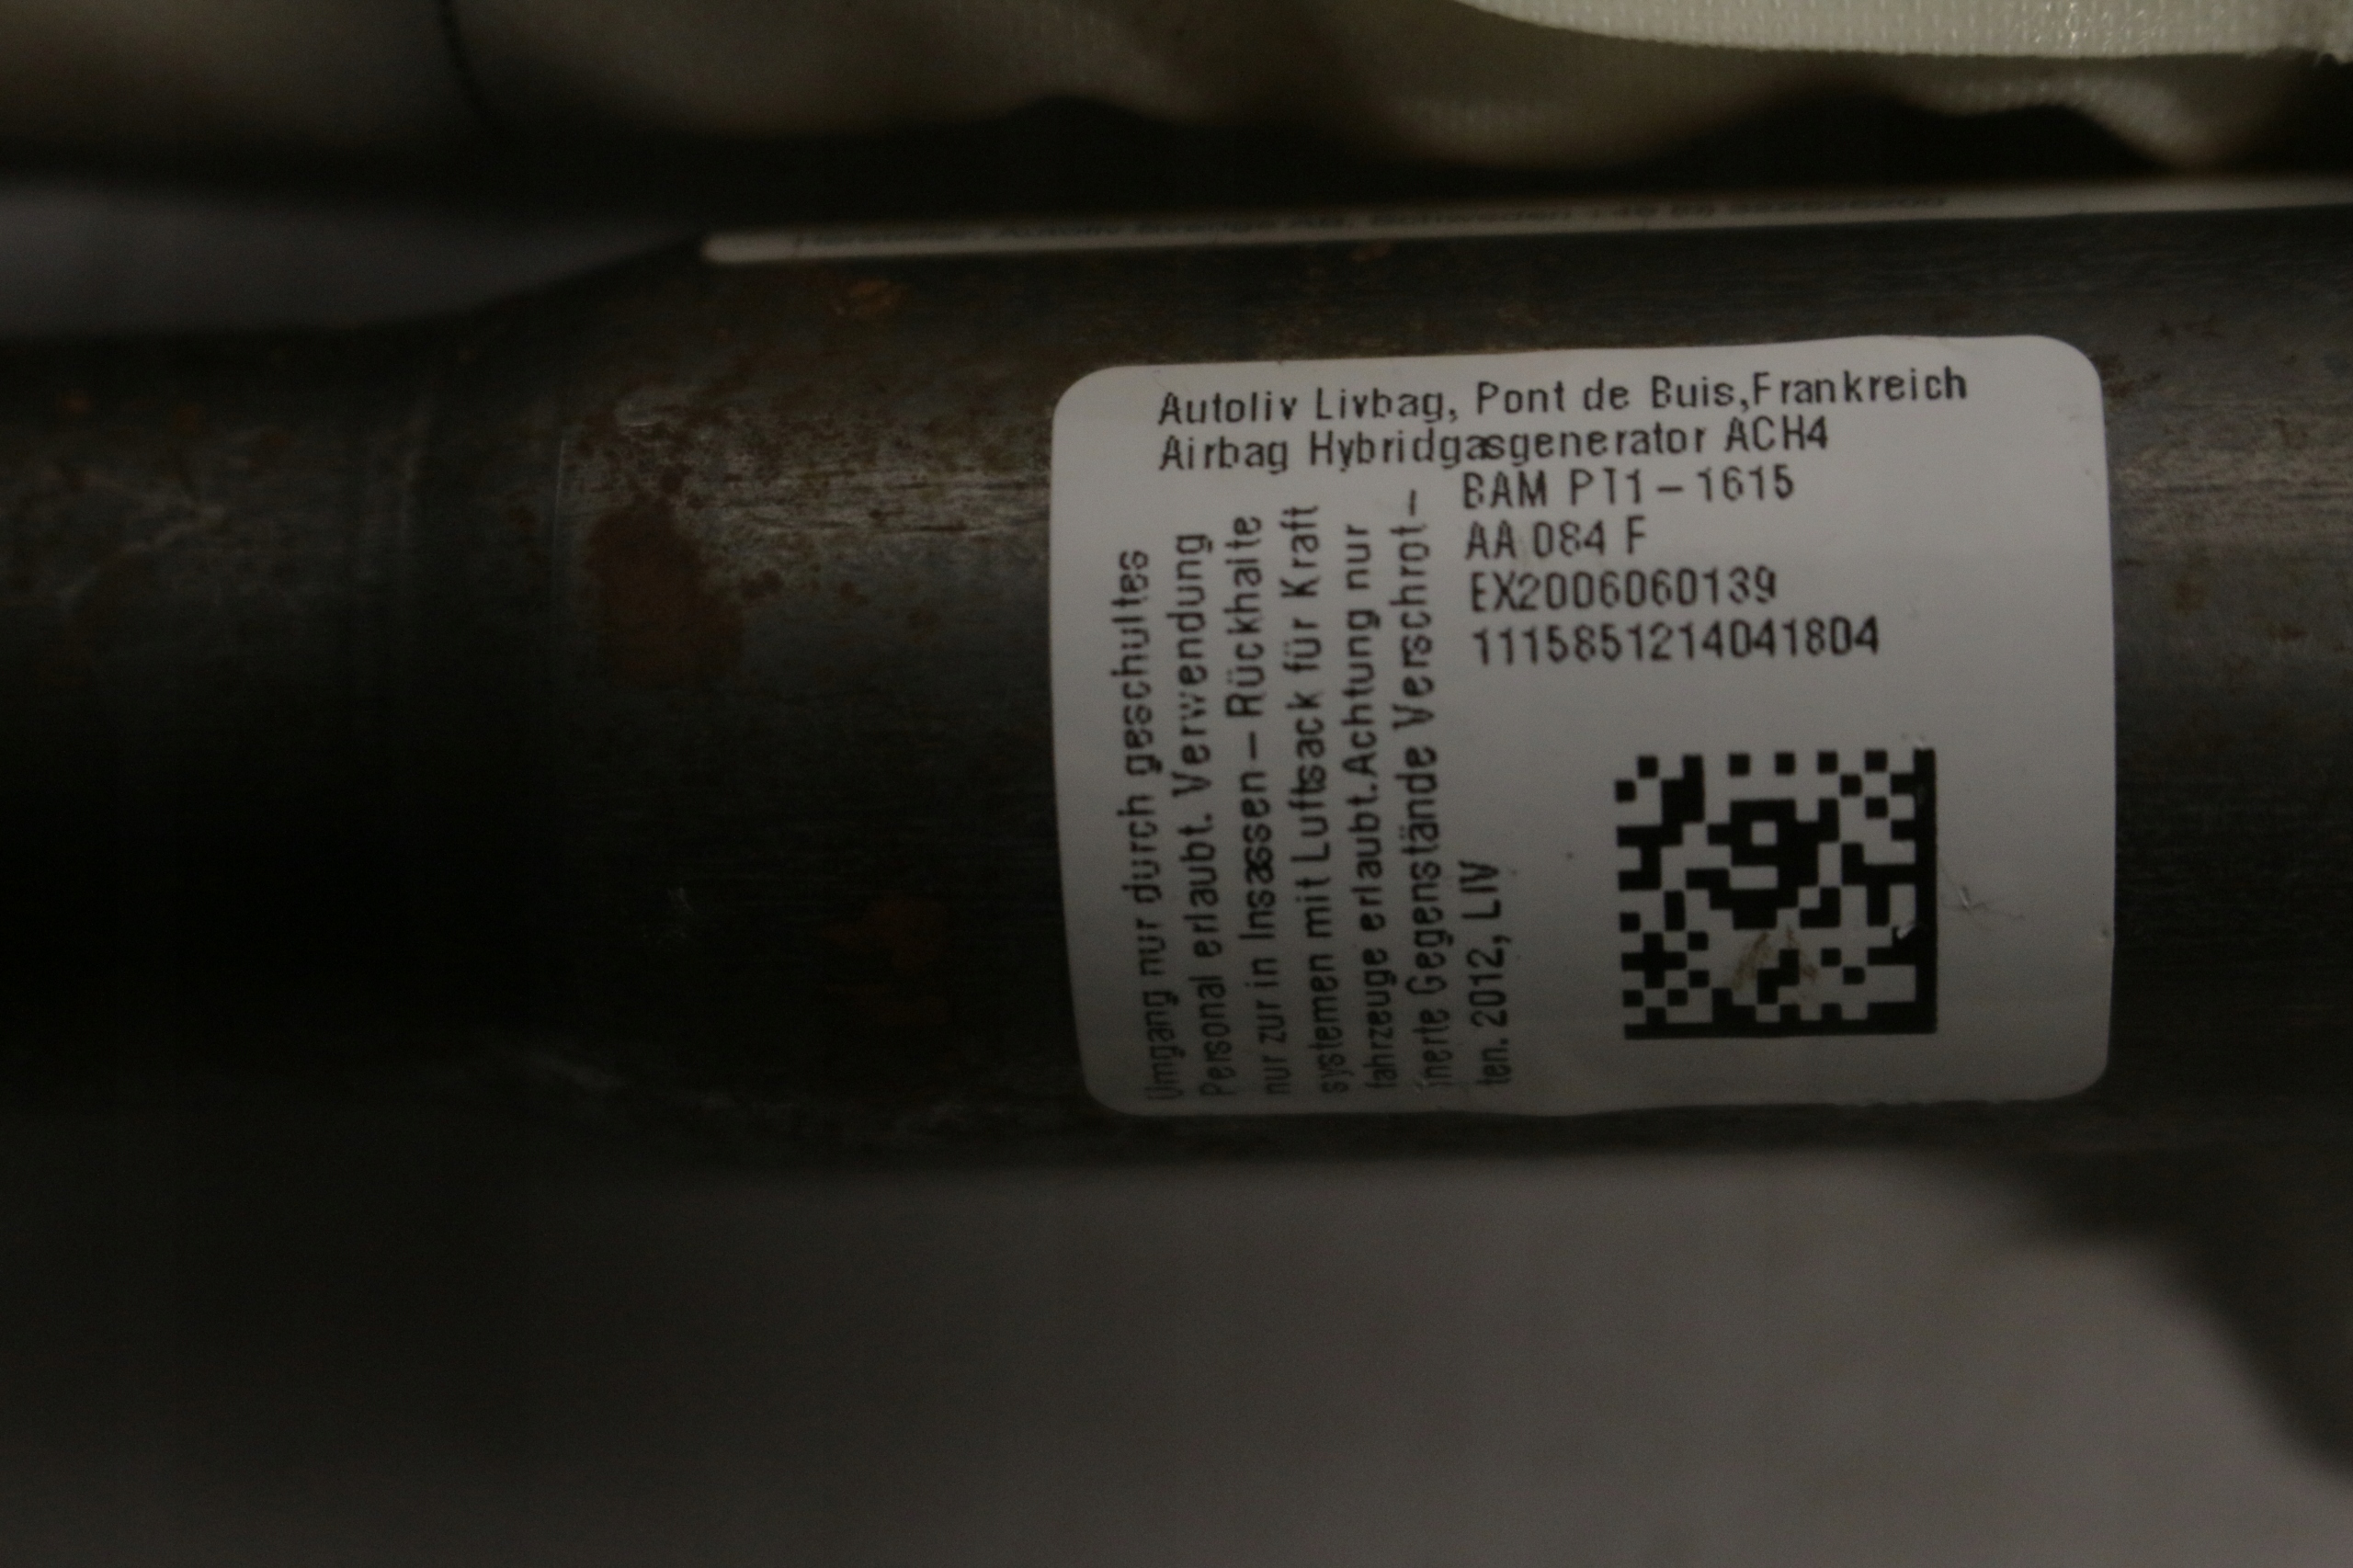 Autoliv Livbag, Pont de Buis,Frankreich
Airbag Hybridgasgenerator ACH4
BAM PT1-1615
AA 084 F
EX2006060139
11158512140418D4
Umgang nur durch geschultes
Personal erlaubt. Verwendung
nur zur in Insassen-Rückhalte
systemen mit Luftsack für Kraft
fahrzeuge erlaubt.Achtung nur
inerte Gegenstände Verschrot-
ten. 2012, LIV